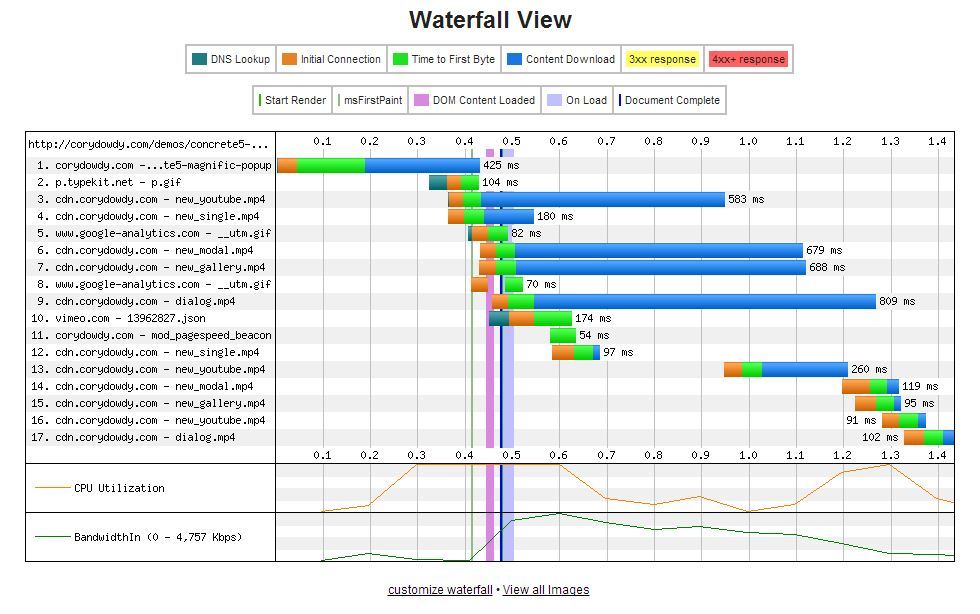 Waterfall View
DNS Lookup Initial Connection Time to First Byte Content Download 3xx response 4xx+ response
Start Render msFirstPaint DOM Content Loaded On Load Document Complete
http://corydowdy.com/demos/concrete5-... 0.1 0.2 0.3 0.4 0.5 0.6 0.7 0.8 0.9 1.0 1.1 1.2 1.3 1.4
1. corydowdy.com -...te5-magnific-popup 425 ms
2. p.typekit.net - p.gif 104 ms
3. cdn.corydowdy.com - new_youtube.mp4 583 ms
4. cdn.corydowdy.com - new_single.mp4 180 ms
5. www.google-analytics.com - __utm.gif 82 ms
6. cdn.corydowdy.com - new_modal.mp4 679 ms
7. cdn.corydowdy.com - new_gallery.mp4 688 ms
8. www.google-analytics.com - __utm.gif 70 ms
9. cdn.corydowdy.com - dialog.mp4 809 ms
10. vimeo.com - 13962827.json 174 ms
11. corydowdy.com - mod_pagespeed_beacon 54 ms
12. cdn.corydowdy.com - new_single.mp4 97 ms
13. cdn.corydowdy.com - new_youtube.mp4 260 ms
14. cdn.corydowdy.com - new_modal.mp4 119 ms
15. cdn.corydowdy.com - new_gallery.mp4 95 ms
16. cdn.corydowdy.com - new_youtube.mp4 91 ms
17. cdn.corydowdy.com - dialog.mp4 102 ms
0.1 0.2 0.3 0.4 0.5 0.6 0.7 0.8 0.9 1.0 1.1 1.2 1.3 1.4
CPU Utilization
BandwidthIn (0 - 4,757 Kbps)
customize waterfall • View all Images